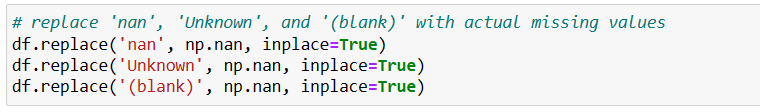 # replace 'nan', 'Unknown', and '(blank)' with actual missing values
df.replace('nan', np.nan, inplace=True)
df.replace('Unknown', np.nan, inplace=True)
df.replace('(blank)', np.nan, inplace=True)